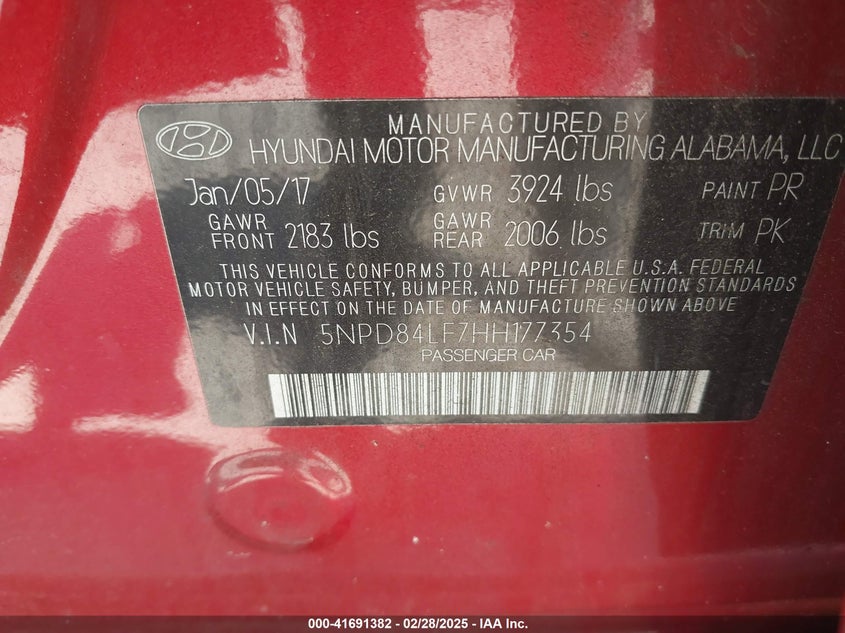 MANUFACTURED BY
HYUNDAI MOTOR MANUFACTURING ALABAMA, LLC
Jan/05/17 GVWR 3924 lbs PAINT PR
GAWR FRONT 2183 lbs GAWR REAR 2006 lbs TRIM PK
THIS VEHICLE CONFORMS TO ALL APPLICABLE U.S.A. FEDERAL
MOTOR VEHICLE SAFETY, BUMPER, AND THEFT PREVENTION STANDARDS
IN EFFECT ON THE DATE OF MANUFACTURE SHOWN ABOVE
V.I.N 5NPD84LF7HH177354
PASSENGER CAR
000-41691382 / 02/28/2025 - IAA Inc.